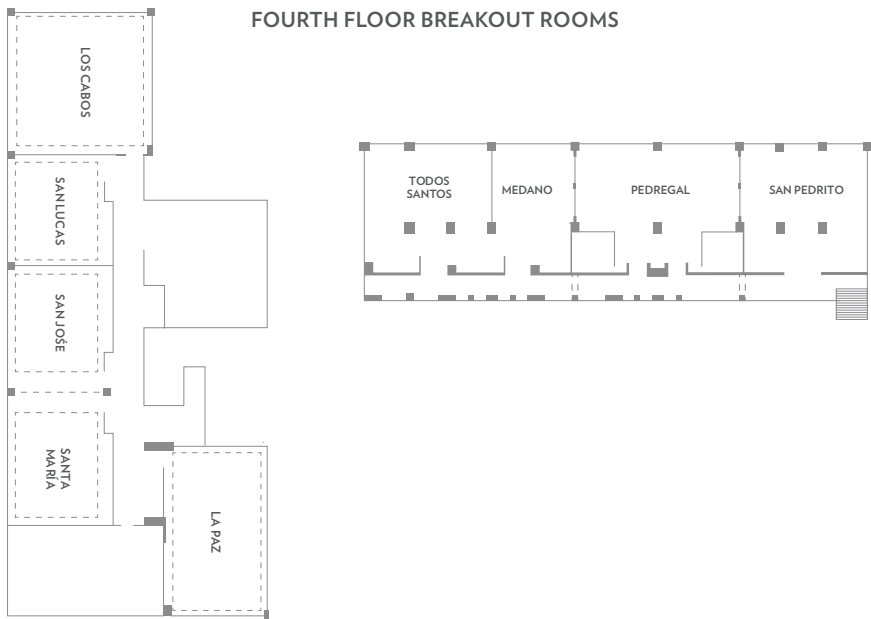 FOURTH FLOOR BREAKOUT ROOMS
LOS CABOS
SAN LUCAS
SAN JOŚE
SANTA
MARÍA
LA PAZ
TODOS
SANTOS
MEDANO
PEDREGAL
SAN PEDRITO